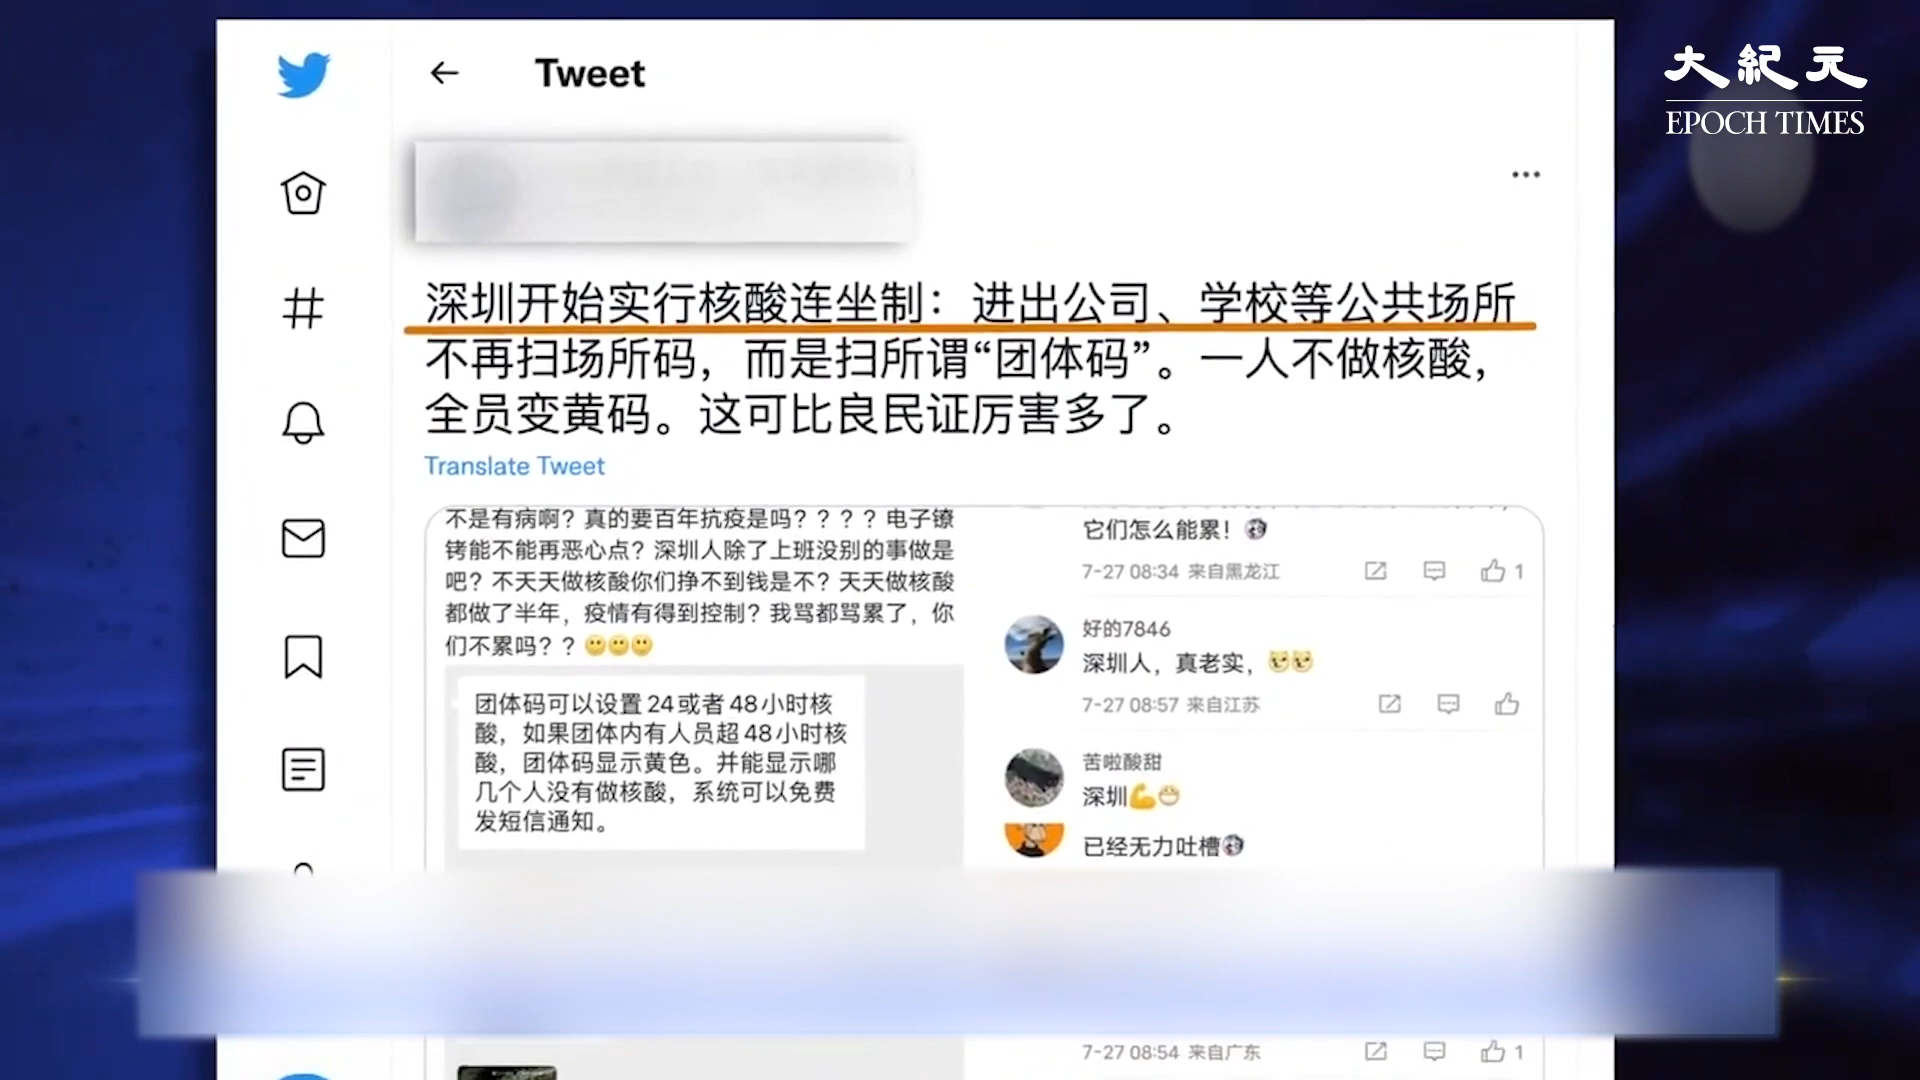 大紀元
EPOCH TIMES
Tweet
深圳开始实行核酸连坐制：进出公司、学校等公共场所
不再扫场所码，而是扫所谓“团体码”。一人不做核酸，
全员变黄码。这可比良民证厉害多了。
Translate Tweet
不是有病啊？真的要百年抗疫是吗？？？？电子镣
铐能不能再恶心点？深圳人除了上班没别的事做是
吧？不天天做核酸你们挣不到钱是不？天天做核酸
都做了半年，疫情有得到控制？我骂都骂累了，你
们不累吗？？
团体码可以设置24或者48小时核
酸，如果团体内有人员超48小时核
酸，团体码显示黄色。并能显示哪
几个人没有做核酸，系统可以免费
发短信通知。
它们怎么能累！
7-27 08:34 来自黑龙江
1
好的7846
深圳人，真老实，
7-27 08:57 来自江苏
苦啦酸甜
深圳
已经无力吐槽
7-27 08:54 来自广东
1